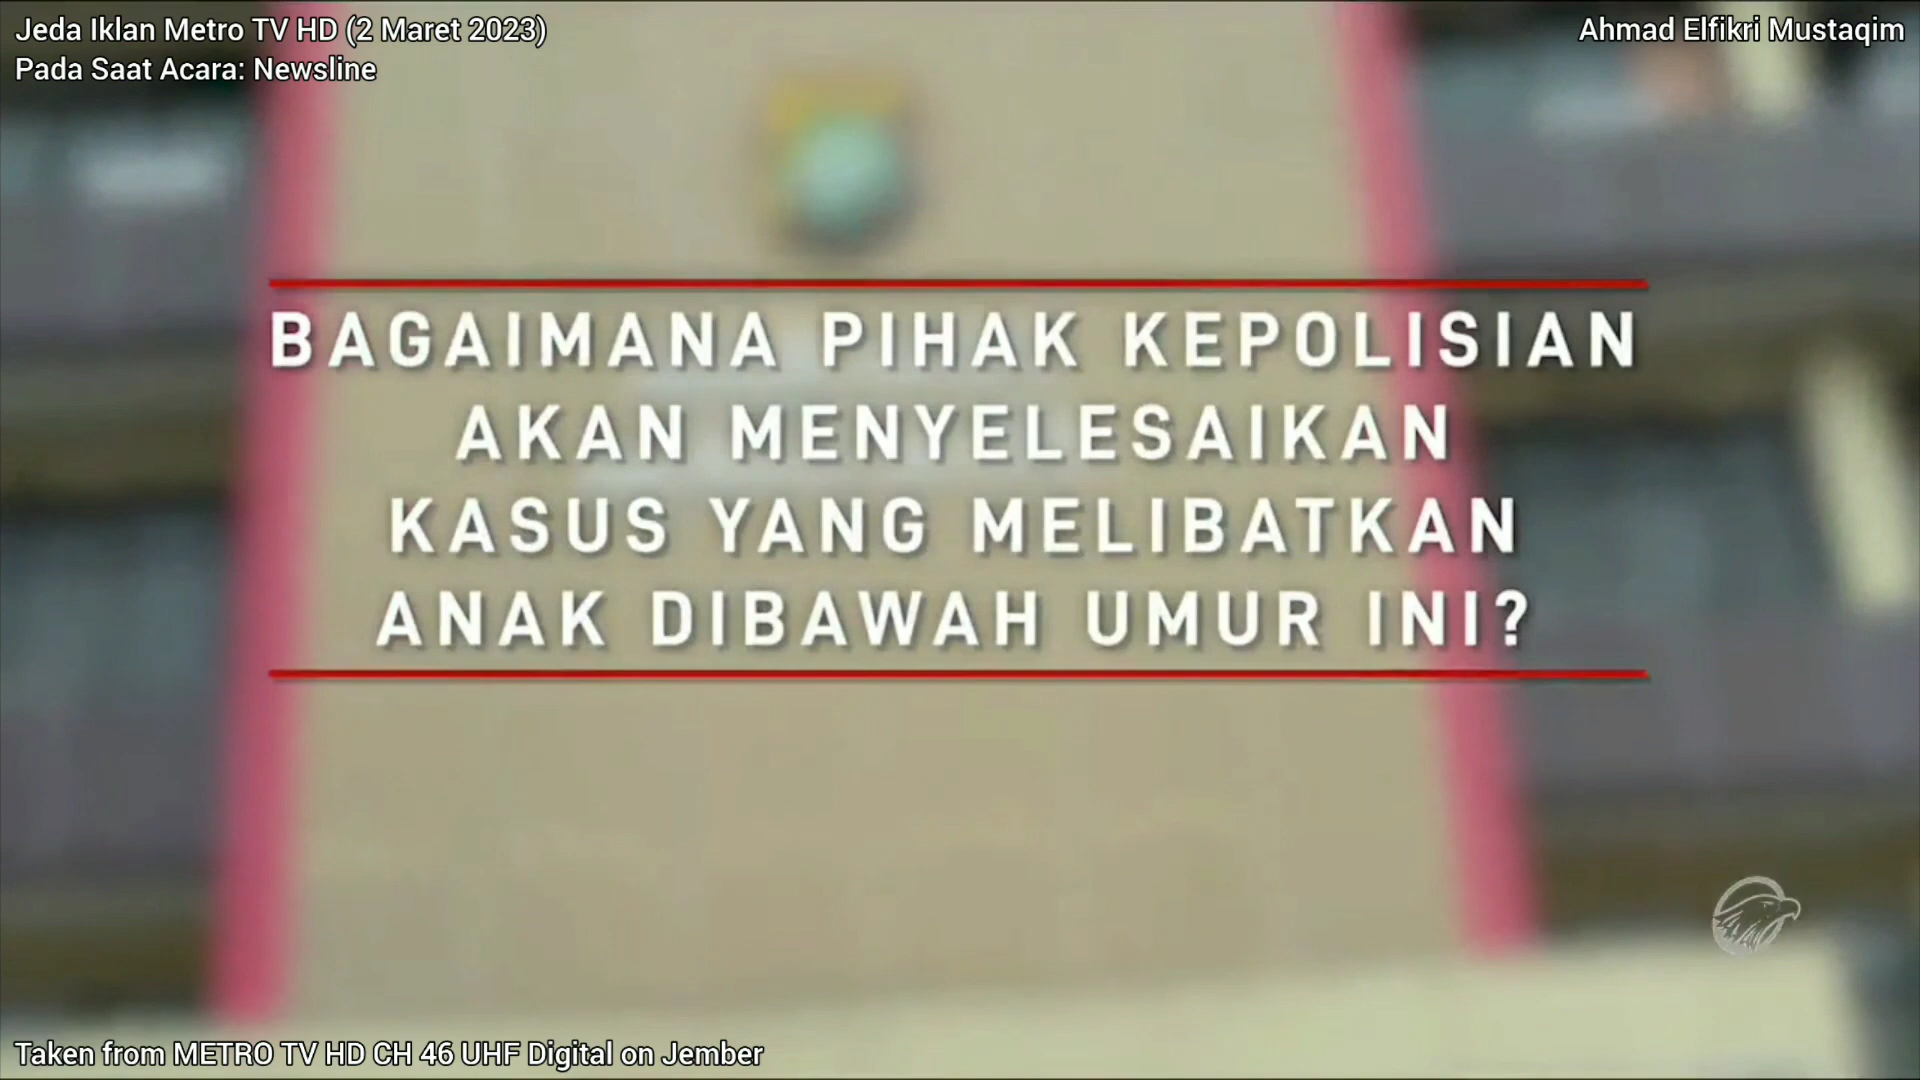 Jeda Iklan Metro TV HD (2 Maret 2023)
Pada Saat Acara: Newsline
Ahmad Elfikri Mustaqim
BAGAIMANA PIHAK KEPOLISIAN
AKAN MENYELESAIKAN
KASUS YANG MELIBATKAN
ANAK DIBAWAH UMUR INI?
Taken from METRO TV HD CH 46 UHF Digital on Jember